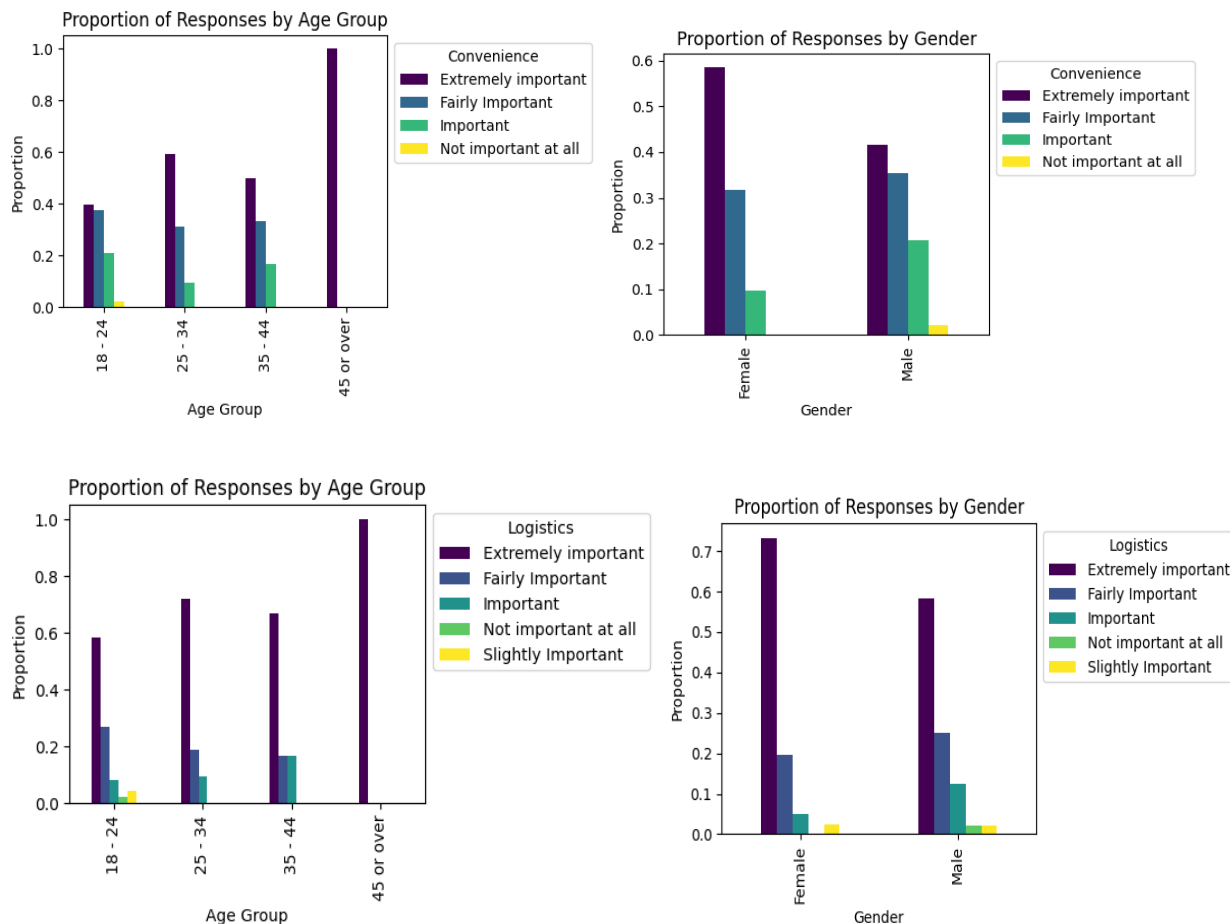 Proportion of Responses by Age Group
1.0
0.8
0.6
0.4
0.2
0.0
Proportion
18 - 24
25 - 34
35 - 44
45 or over
Age Group
Convenience
Extremely important
Fairly Important
Important
Not important at all
Proportion of Responses by Gender
0.6
0.5
0.4
0.3
0.2
0.1
0.0
Proportion
Female
Male
Gender
Convenience
Extremely important
Fairly Important
Important
Not important at all
Proportion of Responses by Age Group
1.0
0.8
0.6
0.4
0.2
0.0
Proportion
18 - 24
25 - 34
35 - 44
45 or over
Age Group
Logistics
Extremely important
Fairly Important
Important
Not important at all
Slightly Important
Proportion of Responses by Gender
0.7
0.6
0.5
0.4
0.3
0.2
0.1
0.0
Proportion
Female
Male
Gender
Logistics
Extremely important
Fairly Important
Important
Not important at all
Slightly Important